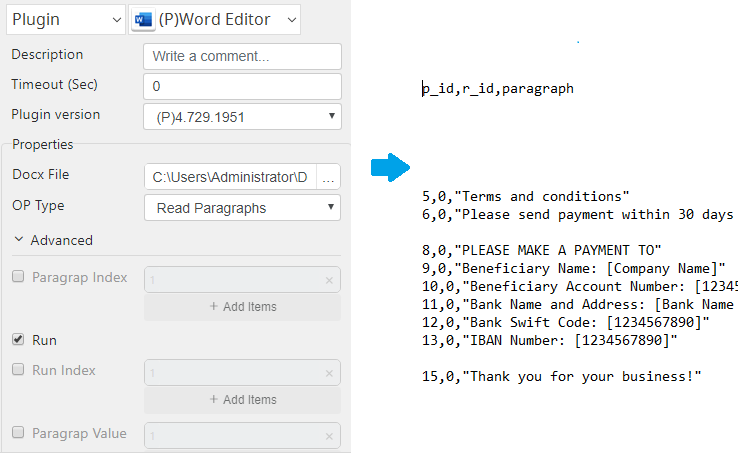 Plugin (P)Word Editor
Description Write a comment...
Timeout (Sec) 0
Plugin version (P)4.729.1951
Properties
Docx File C:\Users\Administrator\D ...
OP Type Read Paragraphs
Advanced
Paragrap Index 1 ×
+ Add Items
Run
Run Index 1 ×
+ Add Items
Paragrap Value 1 ×
p_id,r_id,paragraph
5,0,"Terms and conditions"
6,0,"Please send payment within 30 days
8,0,"PLEASE MAKE A PAYMENT TO"
9,0,"Beneficiary Name: [Company Name]"
10,0,"Beneficiary Account Number: [12345
11,0,"Bank Name and Address: [Bank Name
12,0,"Bank Swift Code: [1234567890]"
13,0,"IBAN Number: [1234567890]"
15,0,"Thank you for your business!"